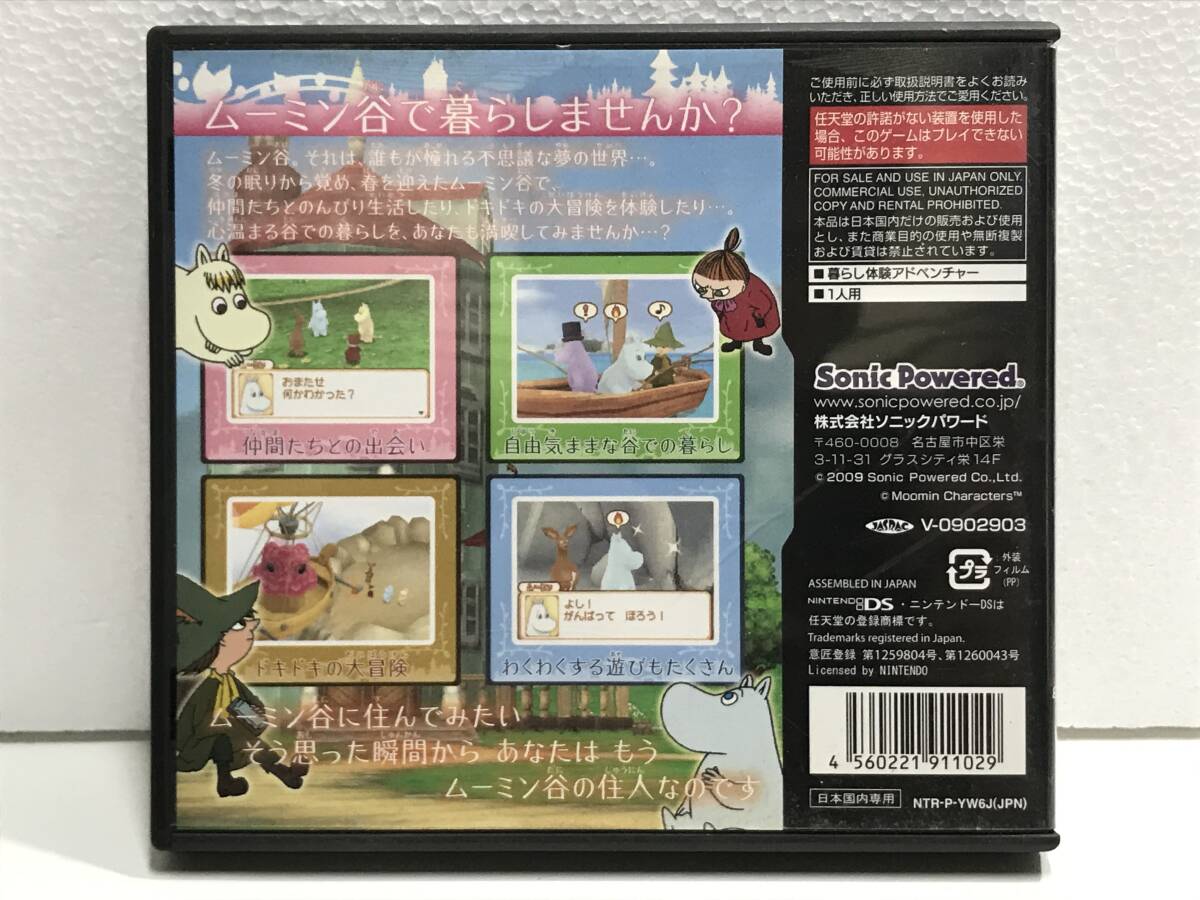 ムーミン谷で暮らしませんか?
ムーミン谷。それは、誰もが憧れる不思議な夢の世界…。
冬の眠りから覚め、春を迎えたムーミン谷で、
仲間たちとのんびり生活したり、ドキドキの大冒険を体験したり…。
心温まる谷での暮らしを、あなたも満喫してみませんか…?
おまたせ
何かわかった?
仲間たちとの出会い
!
♪
自由気ままな谷での暮らし
ドキドキの大冒険
よし!
がんばって ほろう!
わくわくする遊びもたくさん
ムーミン谷に住んでみたい
そう思った瞬間から あなたは もう
ムーミン谷の住人なのです
ご使用前に必ず取扱説明書をよくお読み
いただき、正しい使用方法でご愛用ください。
任天堂の許諾がない装置を使用した
場合、このゲームはプレイできない
可能性があります。
FOR SALE AND USE IN JAPAN ONLY.
COMMERCIAL USE, UNAUTHORIZED
COPY AND RENTAL PROHIBITED.
本品は日本国内だけの販売および使用
とし、また商業目的の使用や無断複製
および賃貸は禁止されています。
■暮らし体験アドベンチャー
■1人用
Sonic Powered®
www.sonicpowered.co.jp/
株式会社ソニックパワード
〒460-0008 名古屋市中区栄
3-11-31 グラスシティ栄14F
©2009 Sonic Powered Co.,Ltd.
©Moomin Characters™
JASRAC V-0902903
プラ
:外装
フィルム
(PP)
ASSEMBLED IN JAPAN
NINTENDO DS・ニンテンドーDSは
任天堂の登録商標です。
Trademarks registered in Japan.
意匠登録 第1259804号、第1260043号
Licensed by NINTENDO
4 560221 911029
日本国内専用
NTR-P-YW6J(JPN)